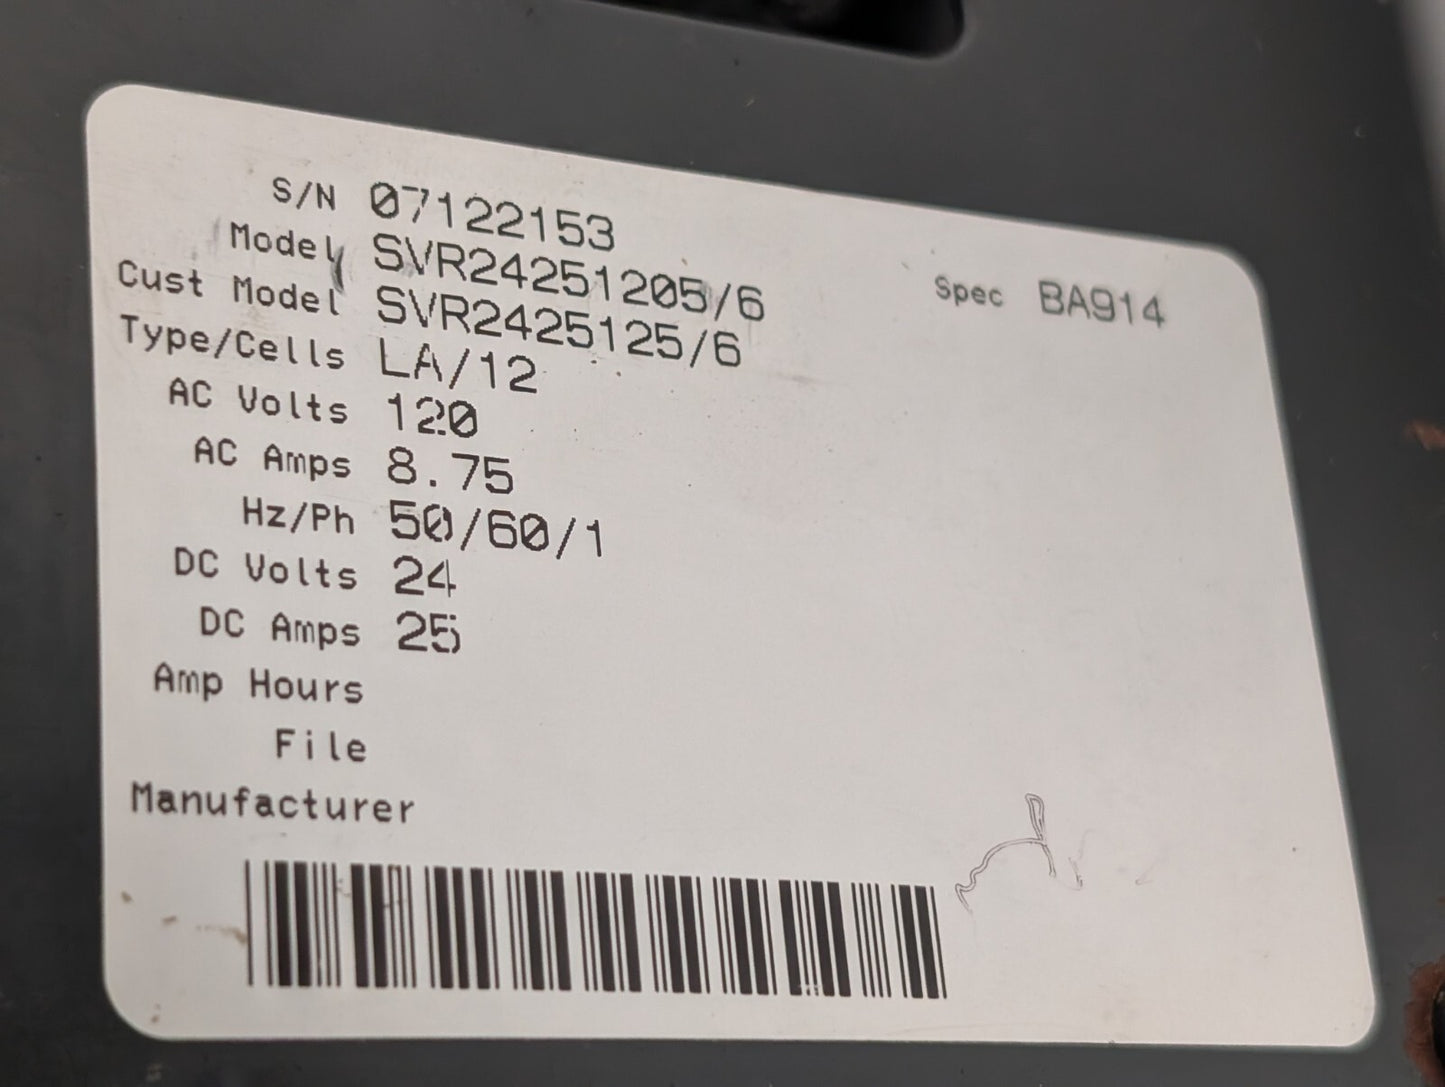 S/N 07122153
Model SVR24251205/6
Spec BA914
Cust Model SVR2425125/6
Type/Cells LA/12
AC Volts 120
AC Amps 8.75
Hz/Ph 50/60/1
DC Volts 24
DC Amps 25
Amp Hours
File
Manufacturer